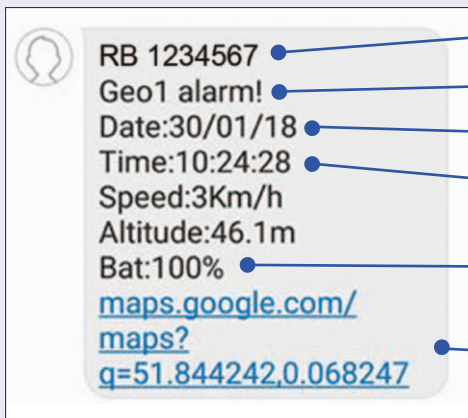 RB 1234567
Geo1 alarm!
Date:30/01/18
Time:10:24:28
Speed:3Km/h
Altitude:46.1m
Bat:100%
maps.google.com/
maps?
q=51.844242,0.068247